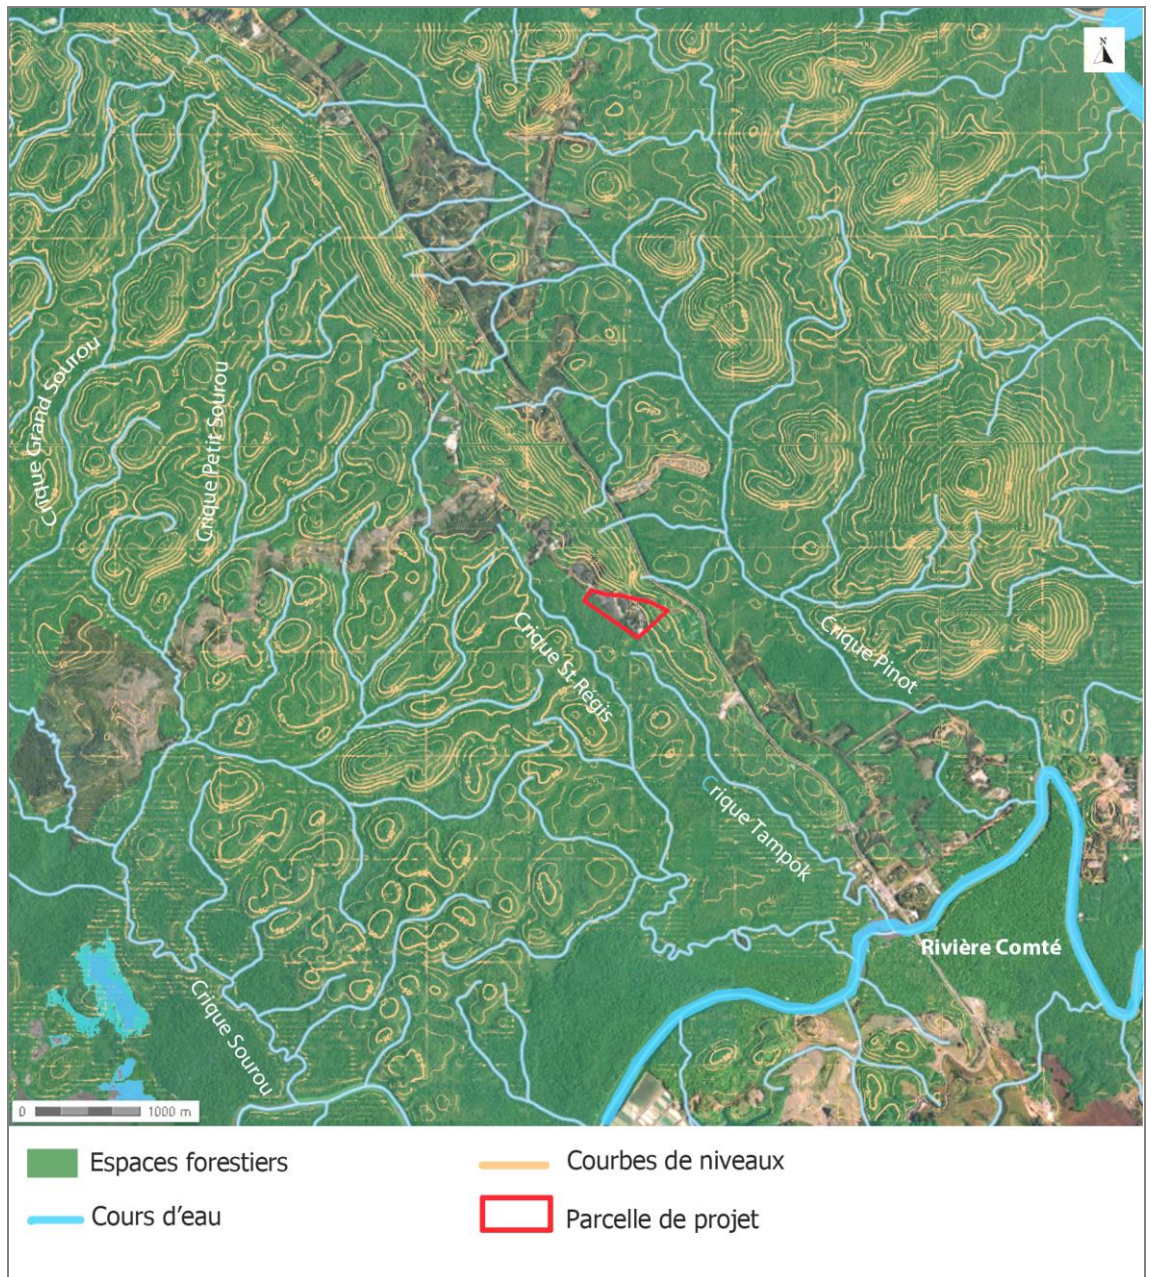 N
Crique Grand Sourou
Crique Petit Sourou
Crique St Régis
Crique Pinot
Crique Tampok
Rivière Comté
Crique Sourou
0 1000 m
Espaces forestiers
Courbes de niveaux
Cours d'eau
Parcelle de projet